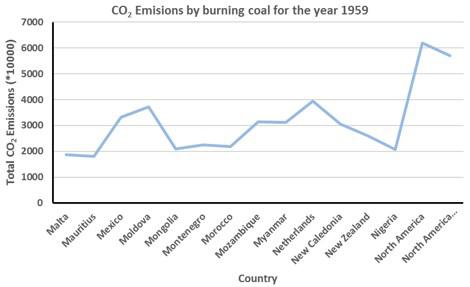 CO₂ Emisions by burning coal for the year 1959
Total CO₂ Emissions (*10000)
7000
6000
5000
4000
3000
2000
1000
0
Malta
Mauritius
Mexico
Moldova
Mongolia
Montenegro
Morocco
Mozambique
Myanmar
Netherlands
New Caledonia
New Zealand
Nigeria
North America
North America...
Country